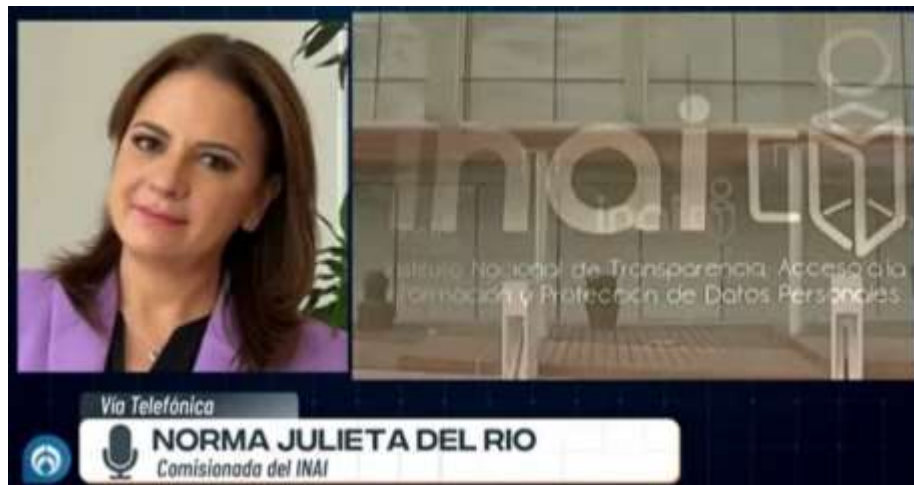 inai
inai
Instituto Nacional de Transparencia, Acceso a la
Información y Protección de Datos Personales
Vía Telefónica
NORMA JULIETA DEL RIO
Comisionada del INAI